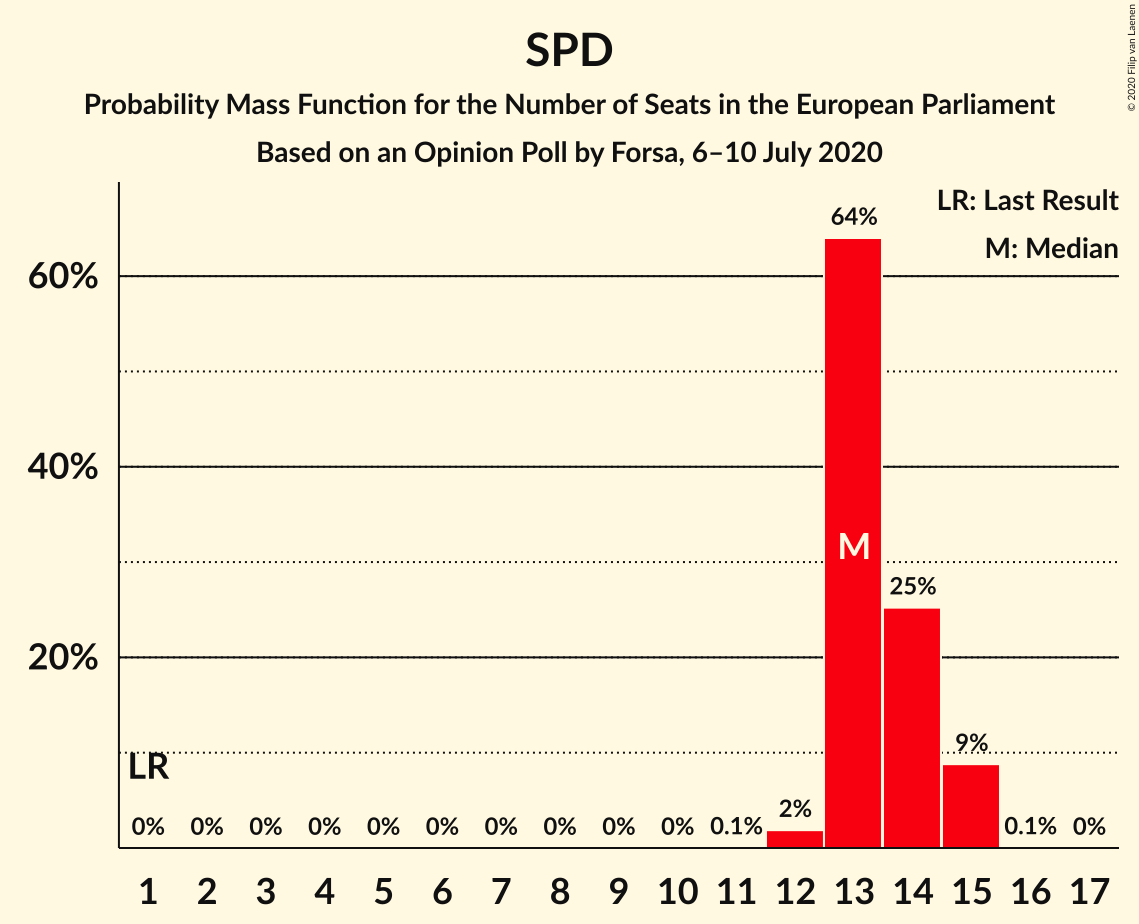 SPD
Probability Mass Function for the Number of Seats in the European Parliament
Based on an Opinion Poll by Forsa, 6–10 July 2020
© 2020 Filip van Laenen
LR: Last Result
M: Median
64%
60%
40%
M
25%
20%
9%
LR
2%
0% 0% 0% 0% 0% 0% 0% 0% 0% 0% 0.1% 0.1% 0%
1 2 3 4 5 6 7 8 9 10 11 12 13 14 15 16 17